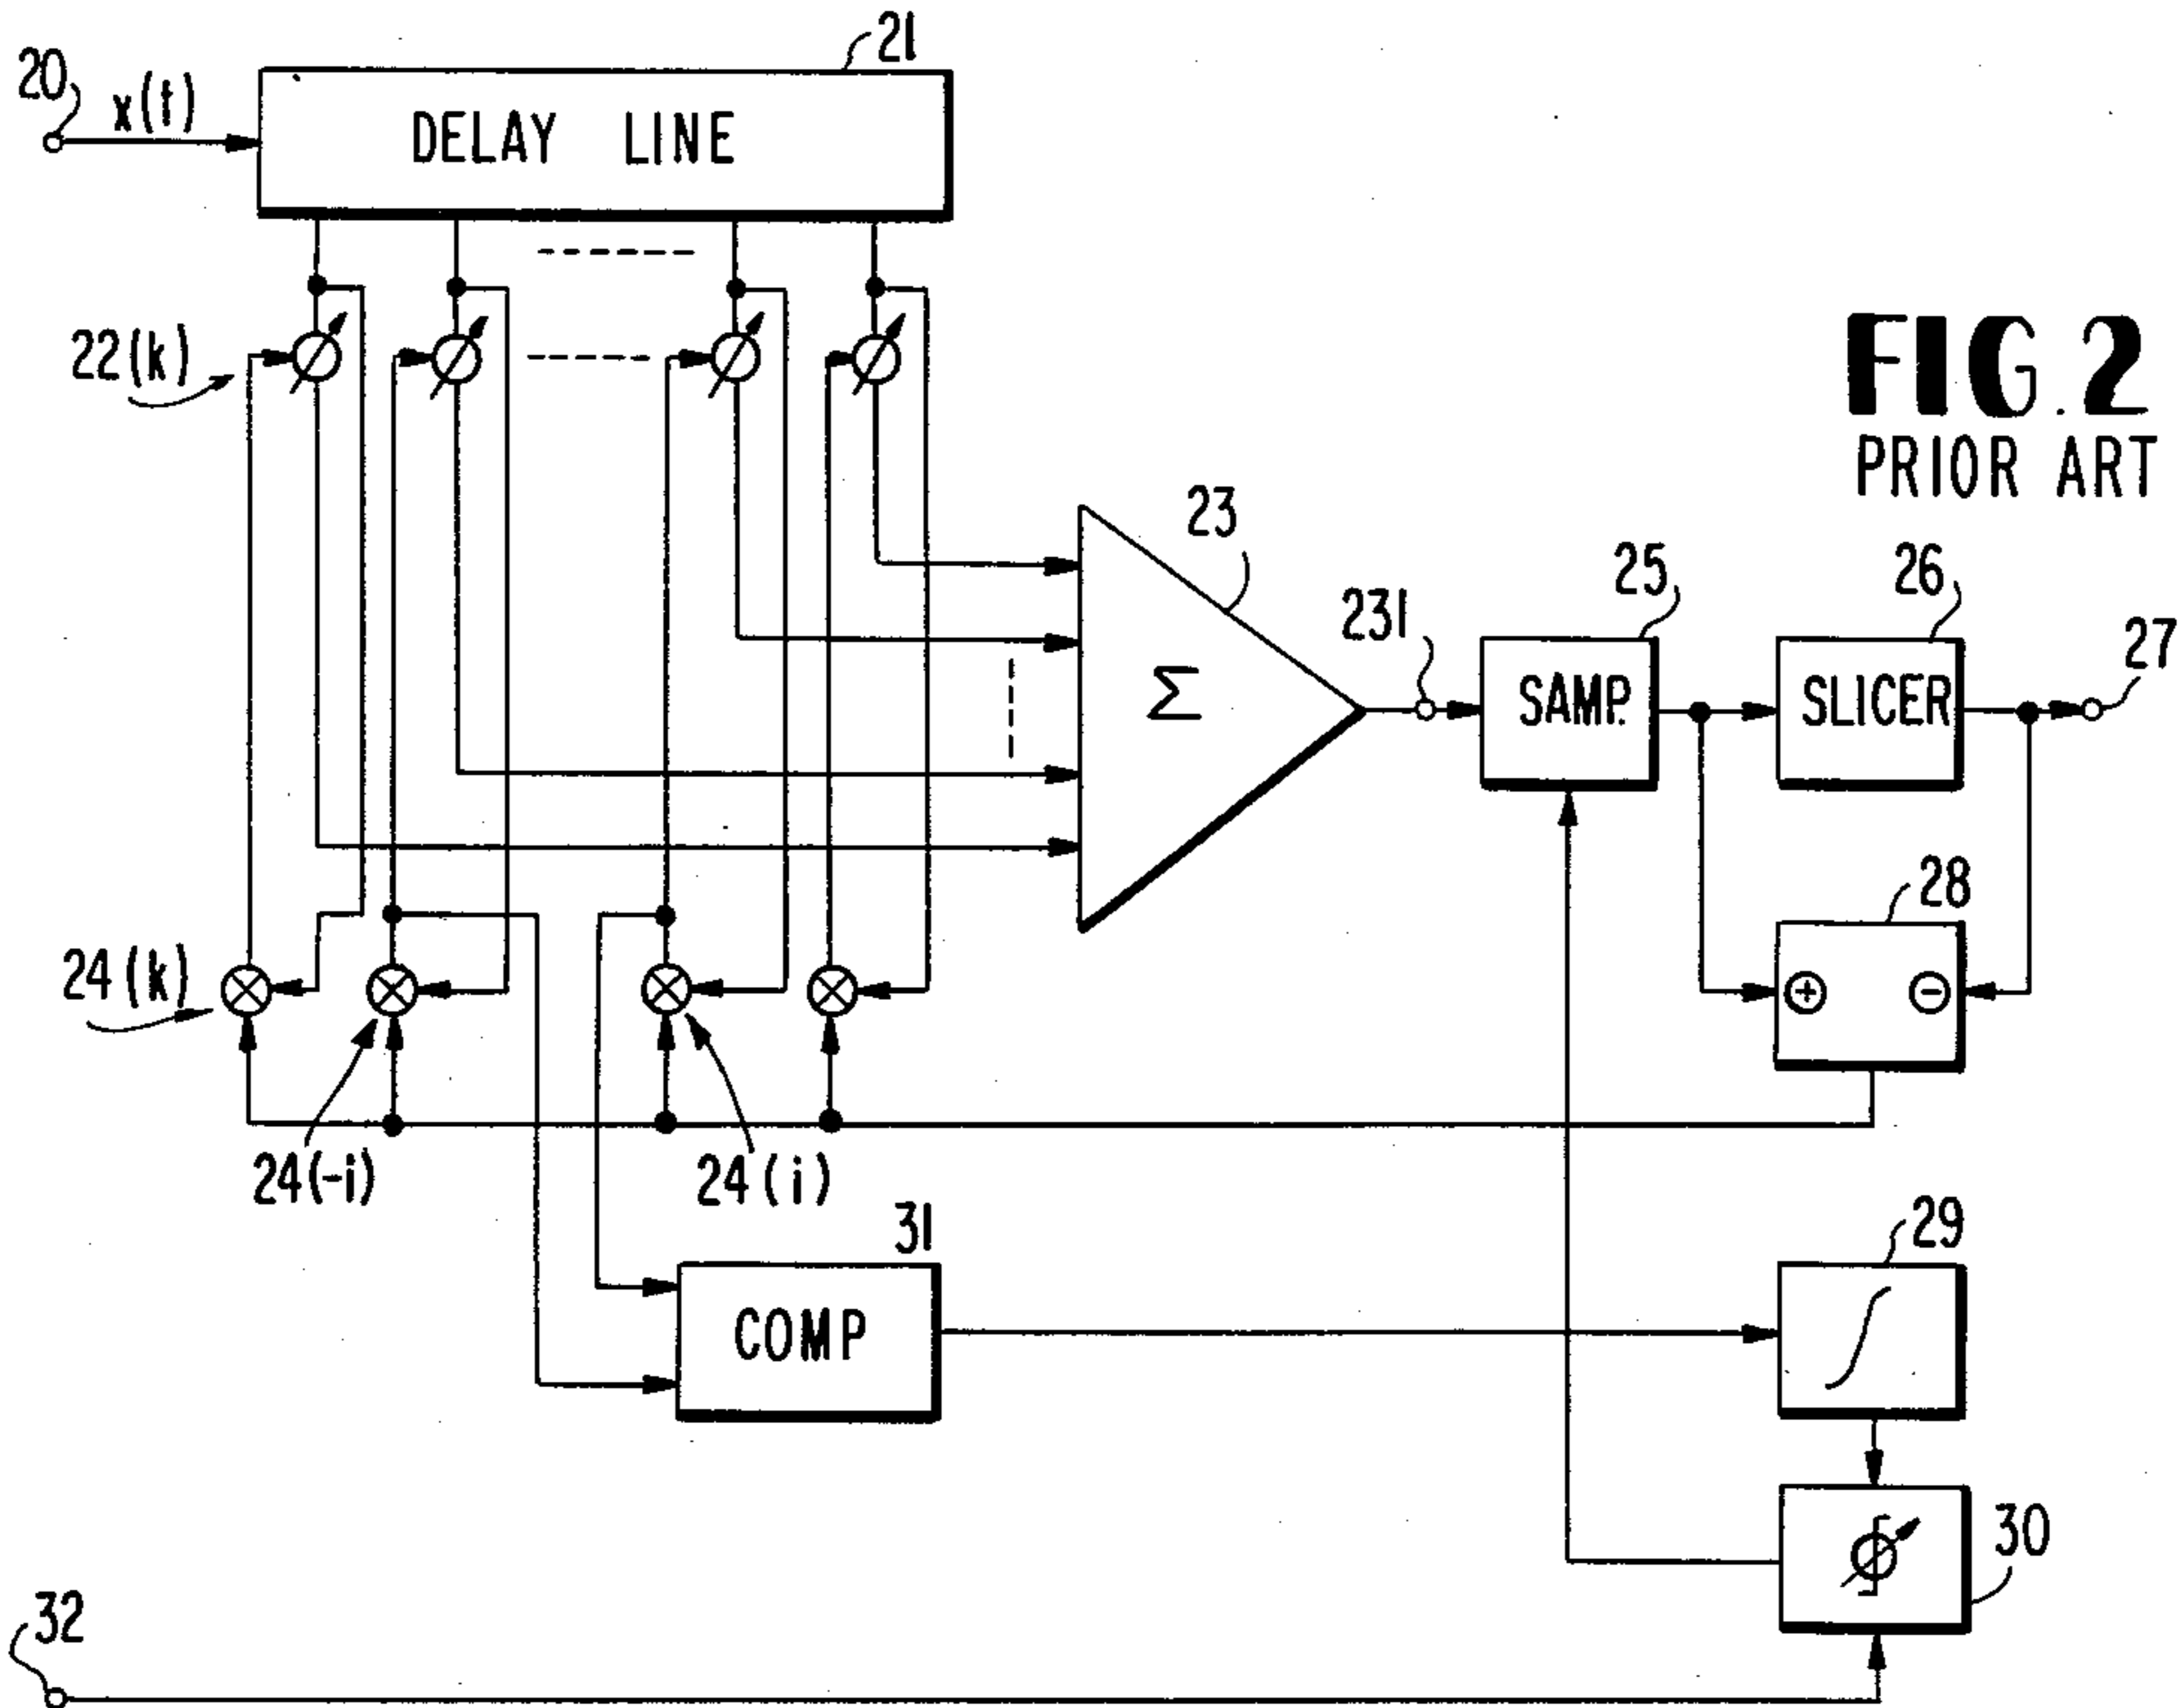 21
20
x(t)
DELAY LINE
22(k)
FIG.2
PRIOR ART
23
231
25
26
27
Σ
SAMP.
SLICER
28
24(k)
+
−
24(-i)
24(i)
31
29
COMP
30
32